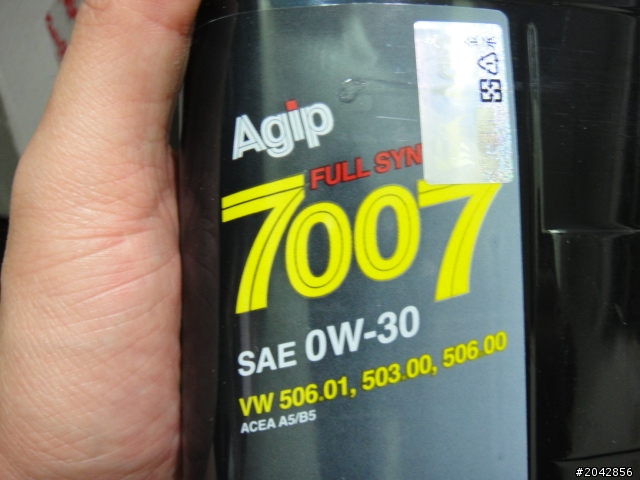 Agip
FULL SYN
7007
SAE 0W-30
VW 506.01, 503.00, 506.00
ACEA A5/B5
#2042856